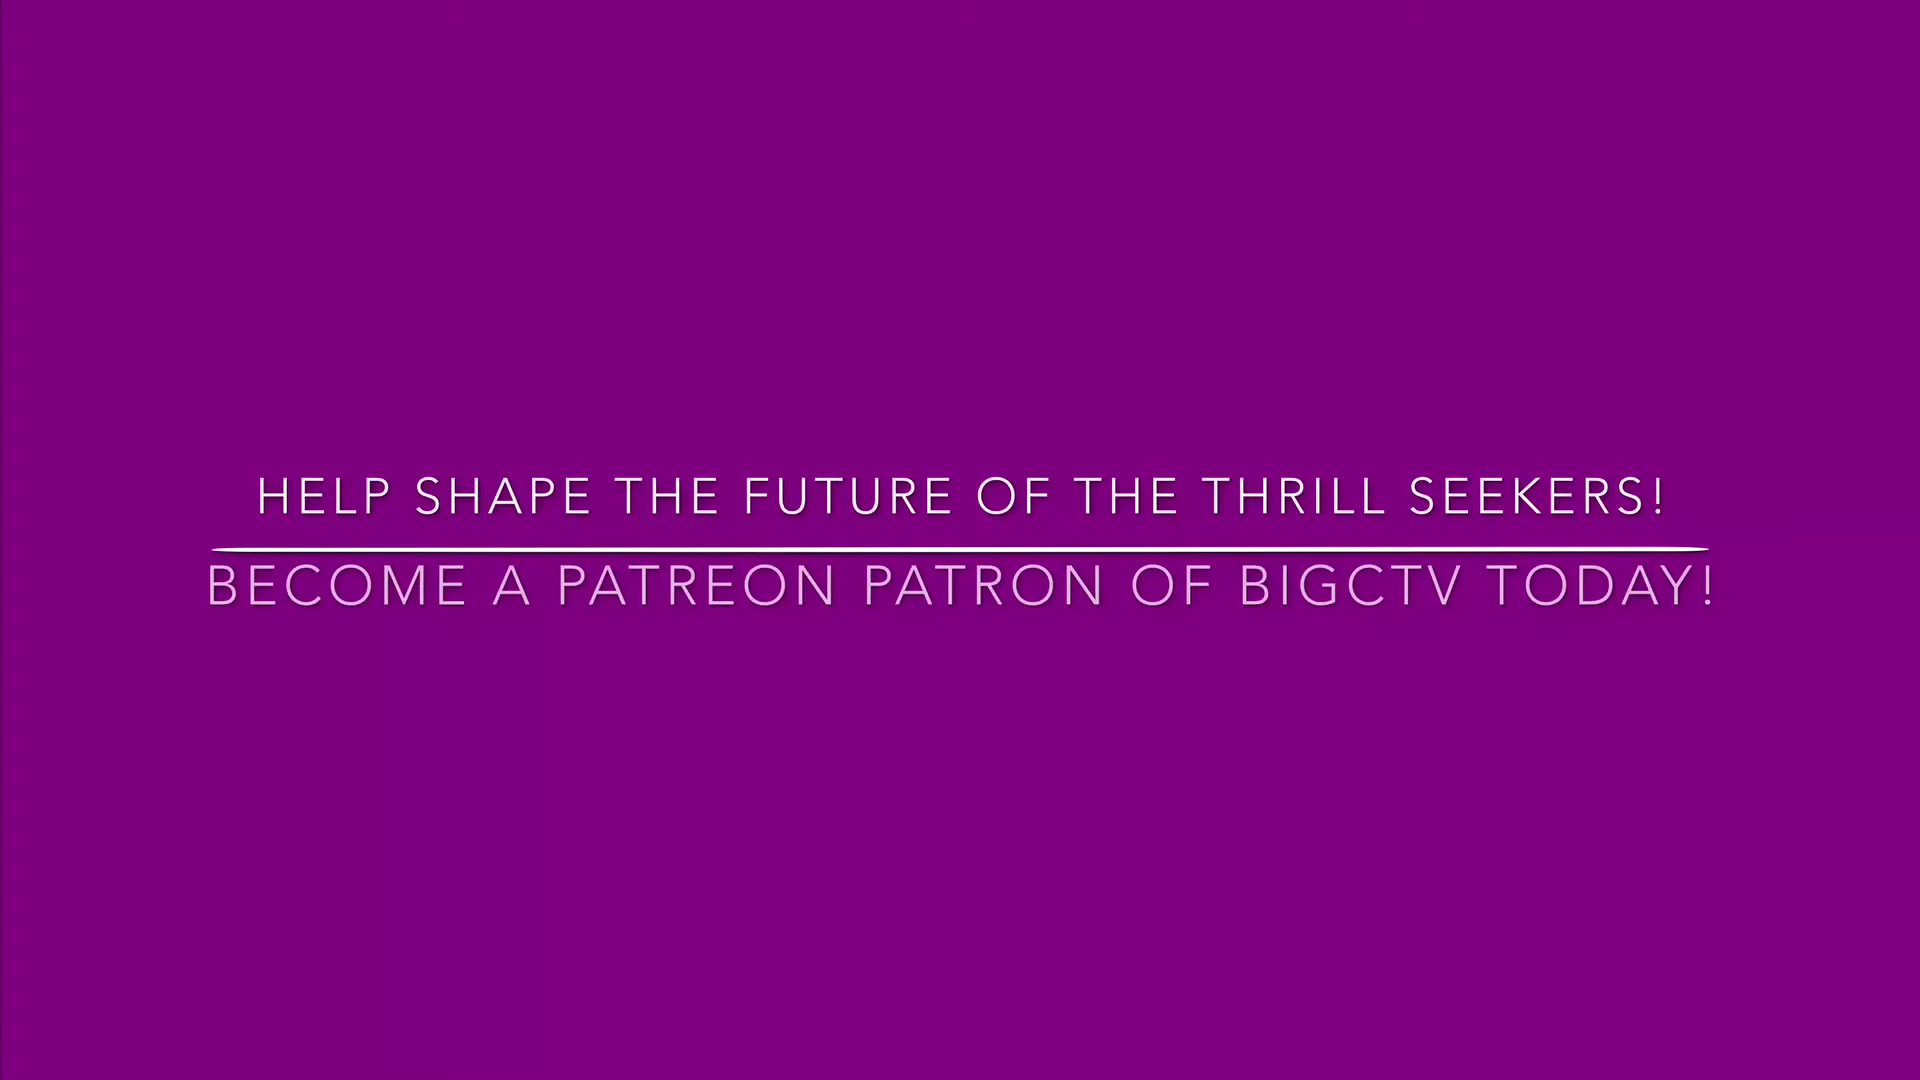 HELP SHAPE THE FUTURE OF THE THRILL SEEKERS!
BECOME A PATREON PATRON OF BIGCTV TODAY!